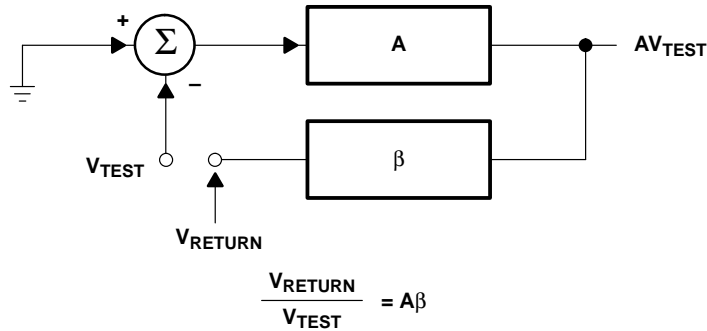 +
Σ
A
AV_TEST
−
V_TEST
β
V_RETURN
V_RETURN
V_TEST
= Aβ